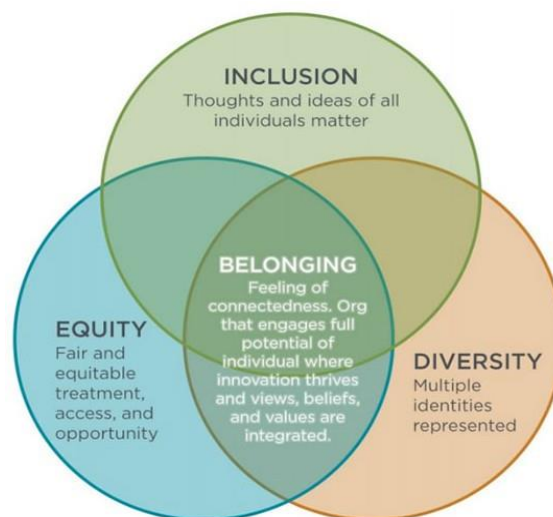 INCLUSION
Thoughts and ideas of all
individuals matter
BELONGING
Feeling of
connectedness. Org
that engages full
potential of
individual where
innovation thrives
and views, beliefs,
and values are
integrated.
EQUITY
Fair and
equitable
treatment,
access, and
opportunity
DIVERSITY
Multiple
identities
represented